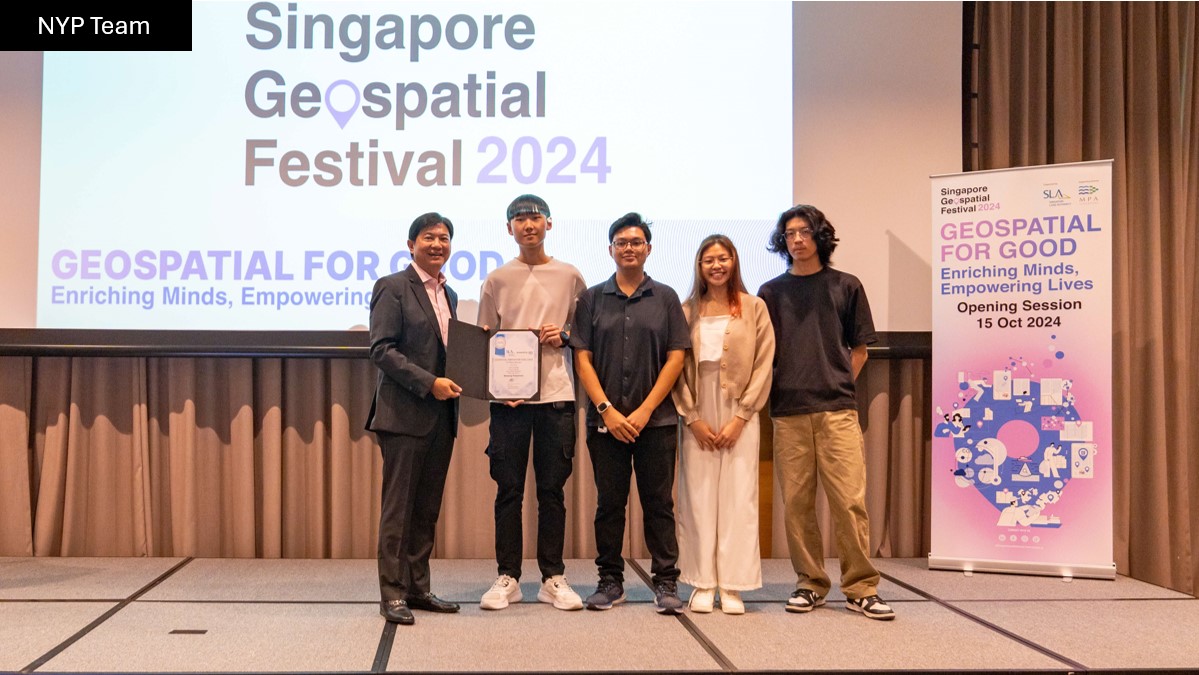 NYP Team
Singapore
Geospatial
Festival 2024
GEOSPATIAL FOR GOOD
Enriching Minds, Empowering
Singapore
Geospatial
Festival 2024
SLA
MPA
GEOSPATIAL
FOR GOOD
Enriching Minds,
Empowering Lives
Opening Session
15 Oct 2024
SLA